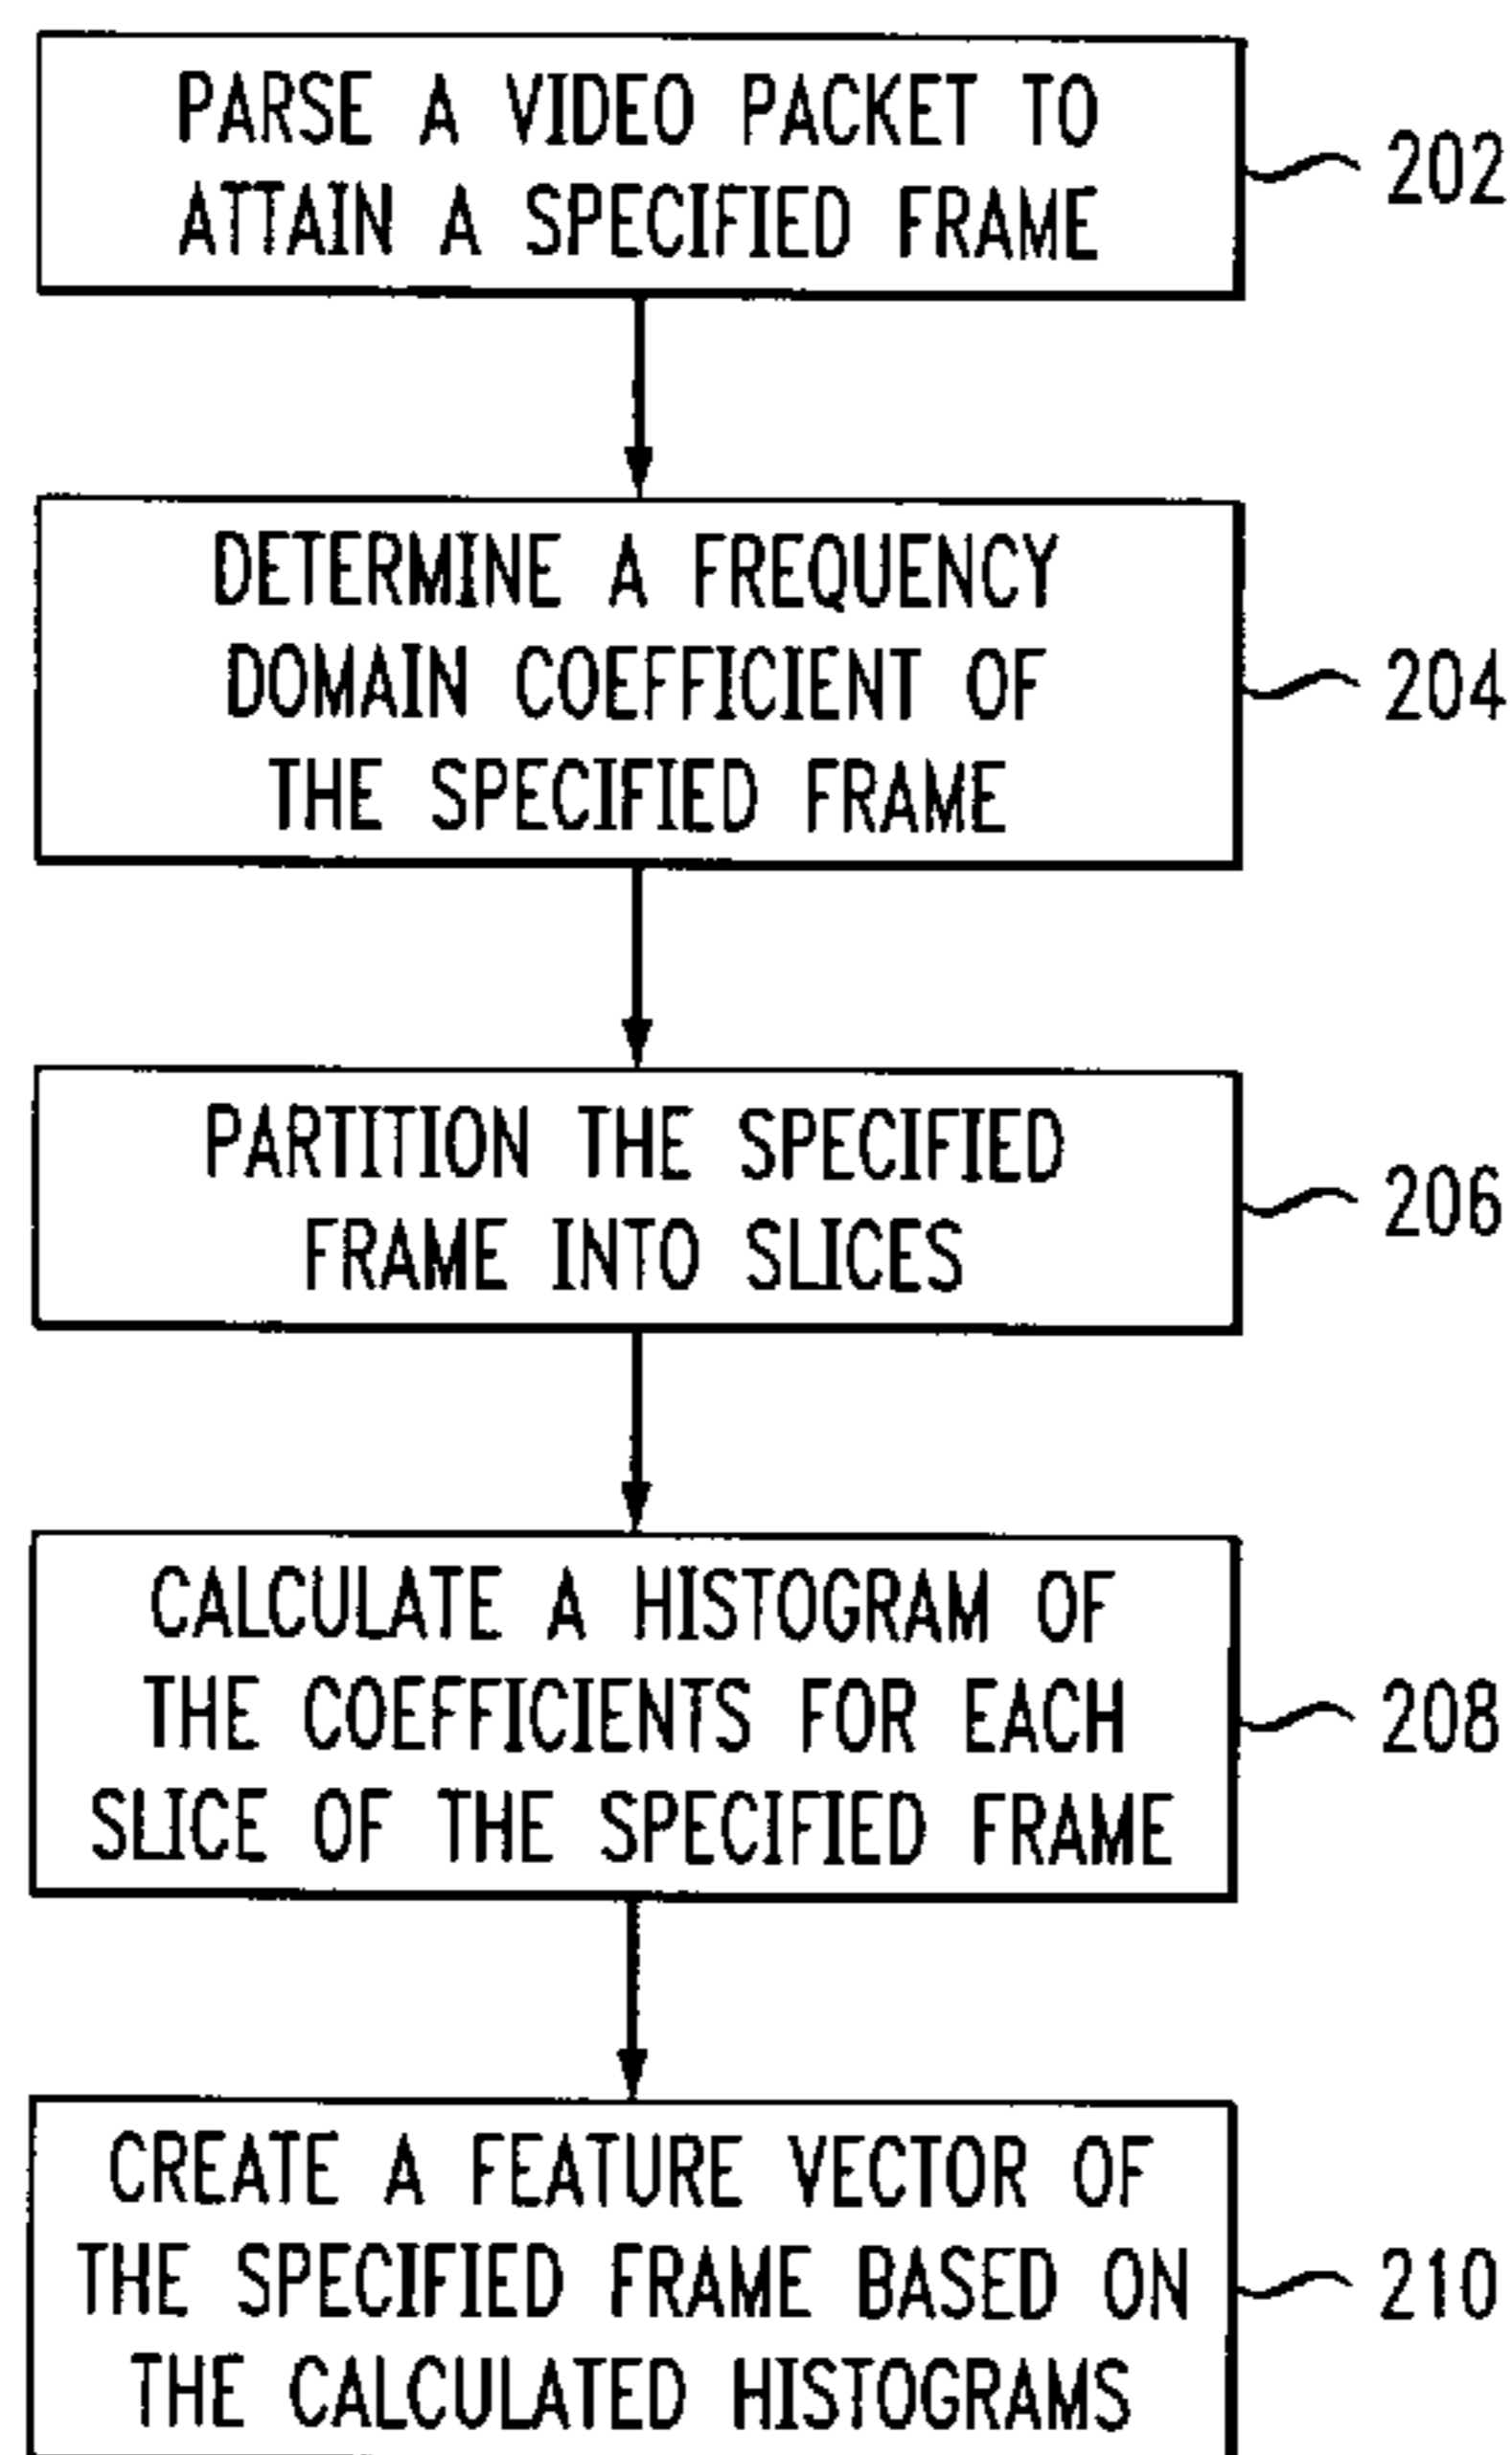 PARSE A VIDEO PACKET TO
ATTAIN A SPECIFIED FRAME
202
DETERMINE A FREQUENCY
DOMAIN COEFFICIENT OF
THE SPECIFIED FRAME
204
PARTITION THE SPECIFIED
FRAME INTO SLICES
206
CALCULATE A HISTOGRAM OF
THE COEFFICIENTS FOR EACH
SLICE OF THE SPECIFIED FRAME
208
CREATE A FEATURE VECTOR OF
THE SPECIFIED FRAME BASED ON
THE CALCULATED HISTOGRAMS
210